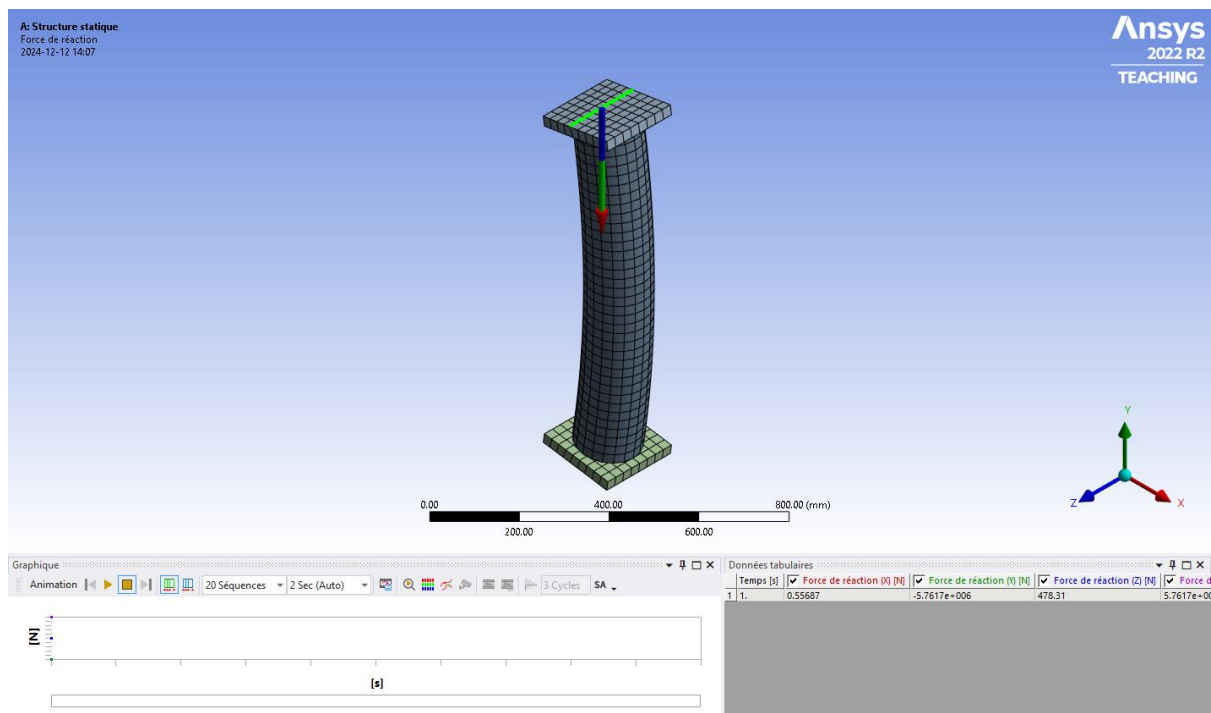 A: Structure statique
Force de réaction
2024-12-12 14:07
Ansys
2022 R2
TEACHING
Y
Z
X
0.00 400.00 800.00 (mm)
200.00 600.00
Graphique
Animation 20 Séquences 2 Sec (Auto) 3 Cycles SA
[N]
[s]
Données tabulaires
Temps [s] Force de réaction (X) [N] Force de réaction (Y) [N] Force de réaction (Z) [N] Force d
1 1. 0.55687 -5.7617e+006 478.31 5.7617e+00